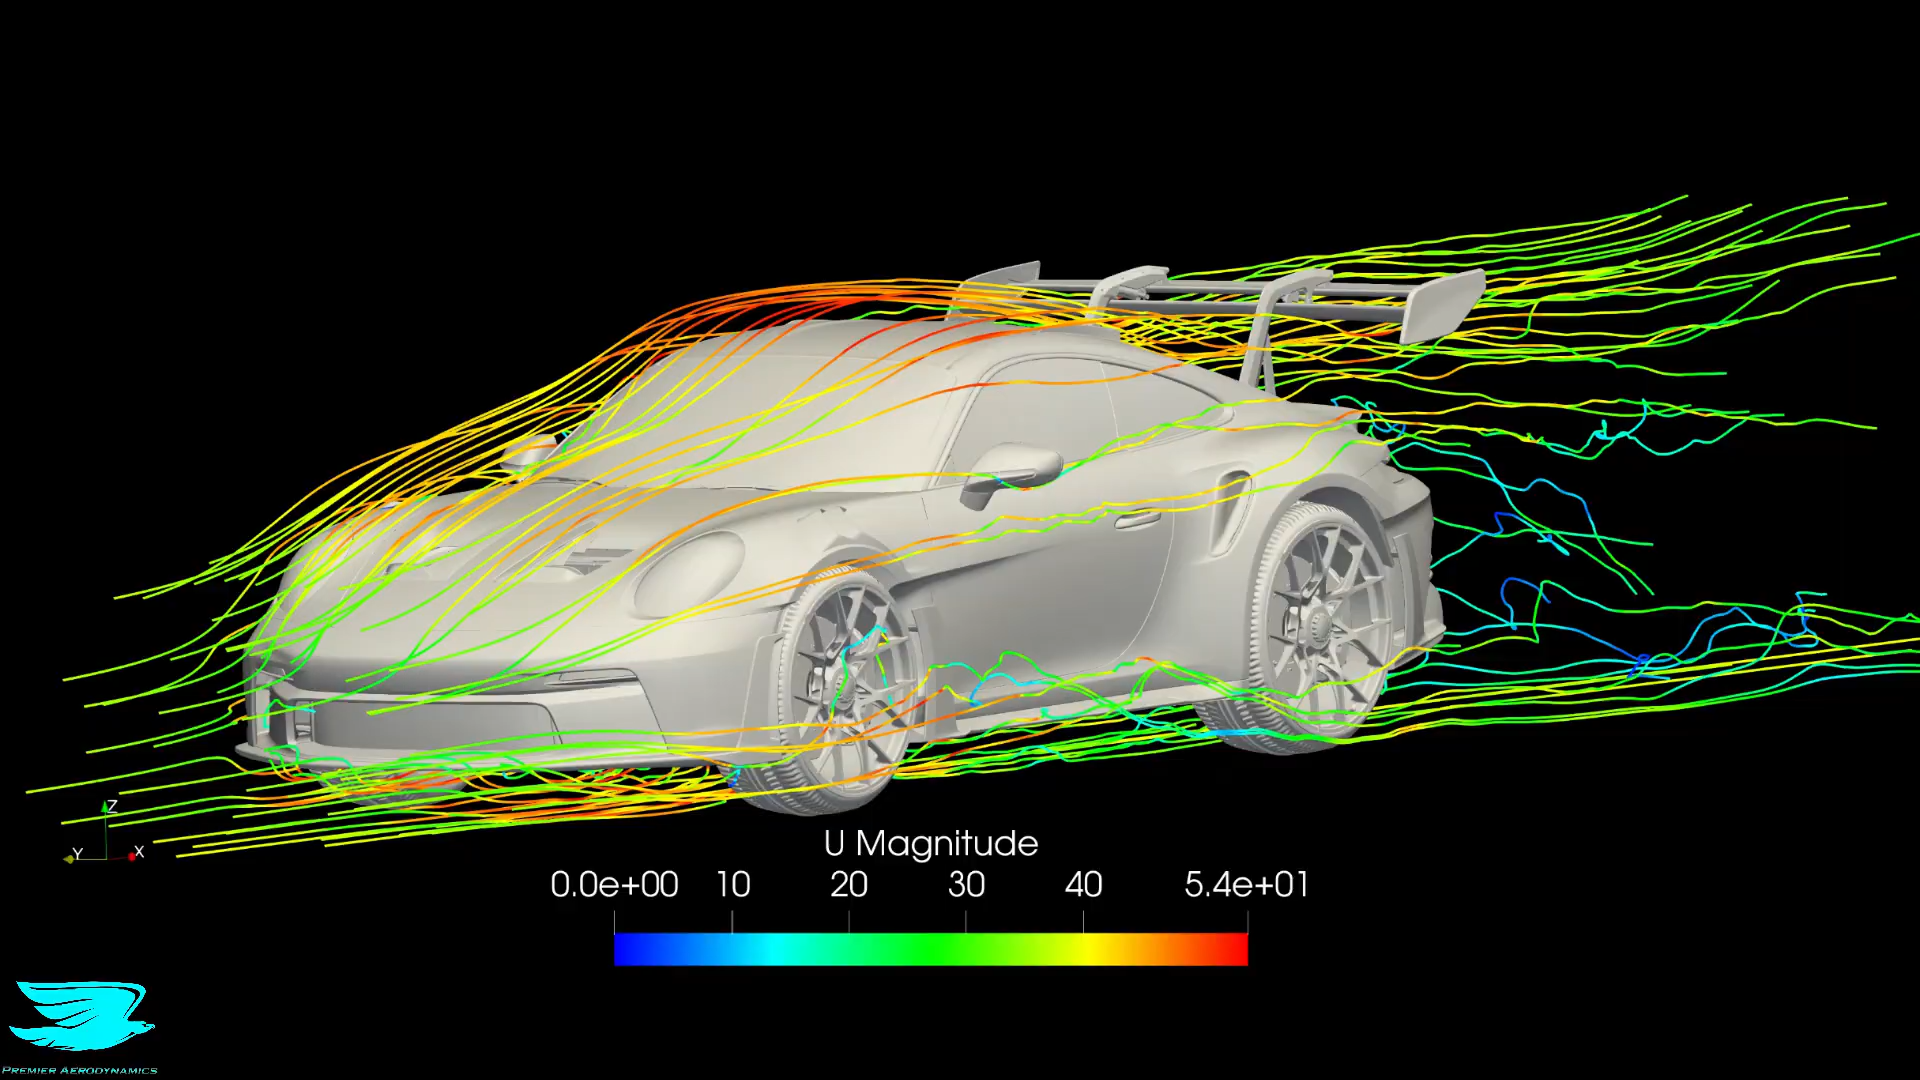 Z
Y
X
U Magnitude
0.0e+00 10 20 30 40 5.4e+01
PREMIER AERODYNAMICS